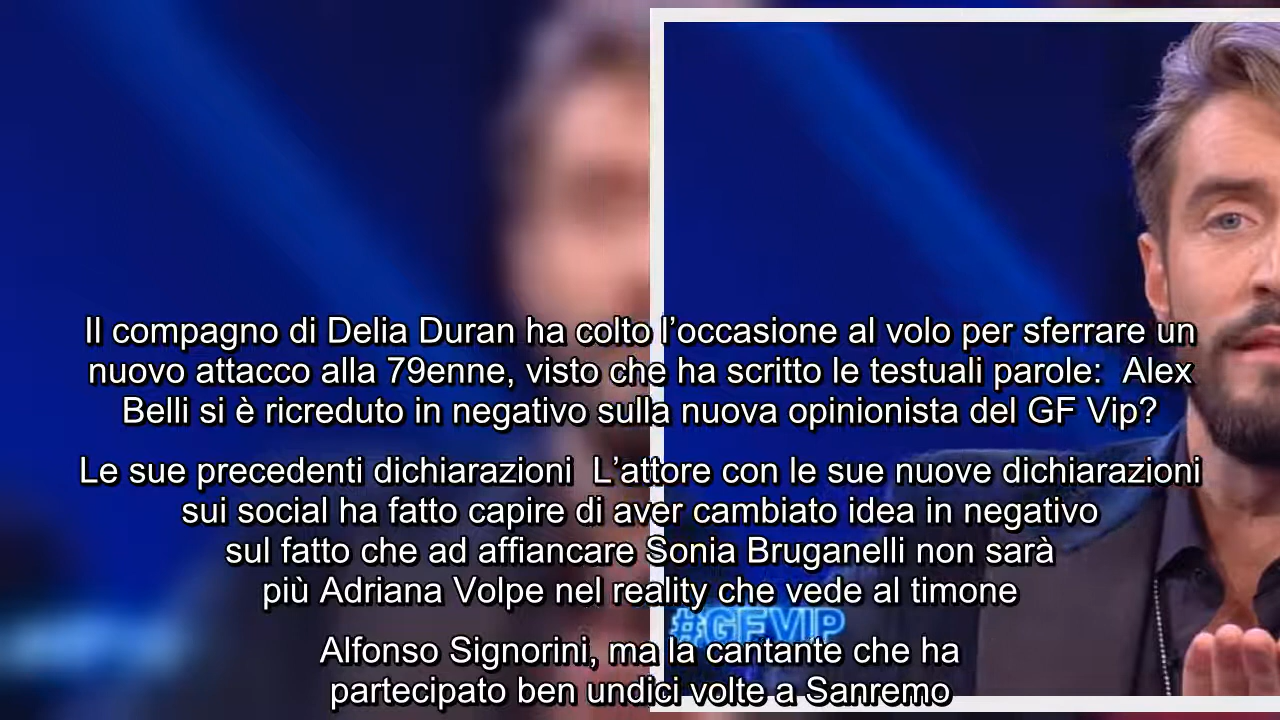 Il compagno di Delia Duran ha colto l’occasione al volo per sferrare un
nuovo attacco alla 79enne, visto che ha scritto le testuali parole:  Alex
Belli si è ricreduto in negativo sulla nuova opinionista del GF Vip?
Le sue precedenti dichiarazioni  L’attore con le sue nuove dichiarazioni
sui social ha fatto capire di aver cambiato idea in negativo
sul fatto che ad affiancare Sonia Bruganelli non sarà
più Adriana Volpe nel reality che vede al timone
#GFVIP
Alfonso Signorini, ma la cantante che ha
partecipato ben undici volte a Sanremo